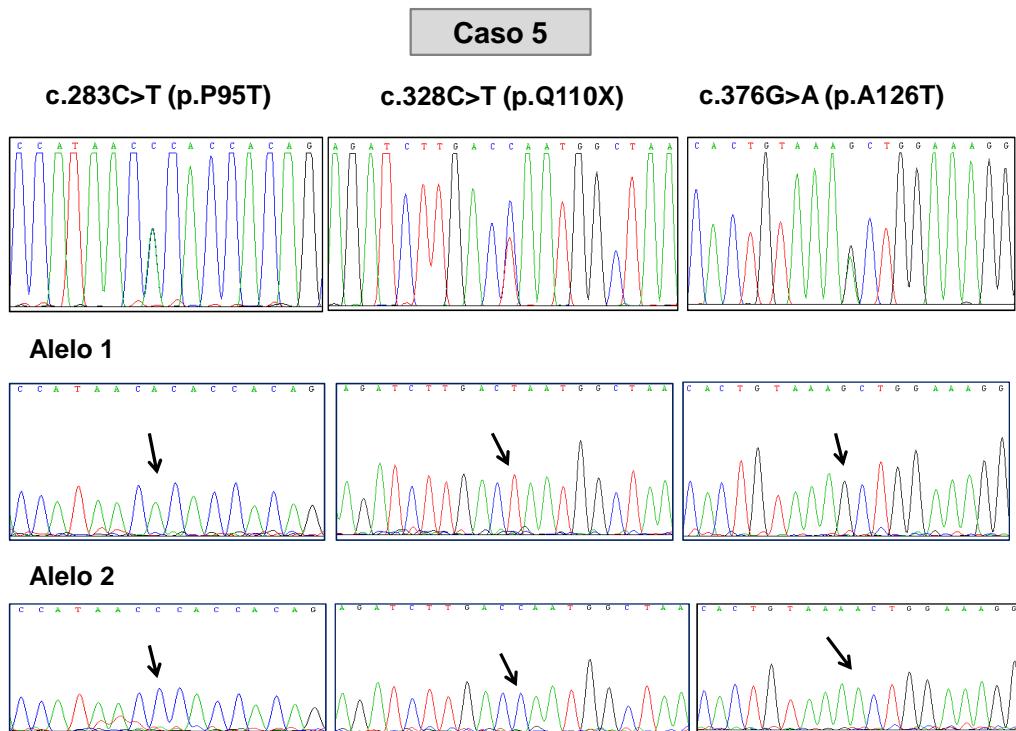 Caso 5
c.283C>T (p.P95T) c.328C>T (p.Q110X) c.376G>A (p.A126T)
C C A T A A C C C A C C A C A G A G A T C T T G A C C A A T G G C T A A C A C T G T A A A G C T G G A A A G G
Alelo 1
C C A T A A C A C A C C A C A G A G A T C T T G A C T A A T G G C T A A C A C T G T A A A G C T G G A A A G G
Alelo 2
C C A T A A C C C A C C A C A G A G A T C T T G A C C A A T G G C T A A C A C T G T A A A A C T G G A A A G G